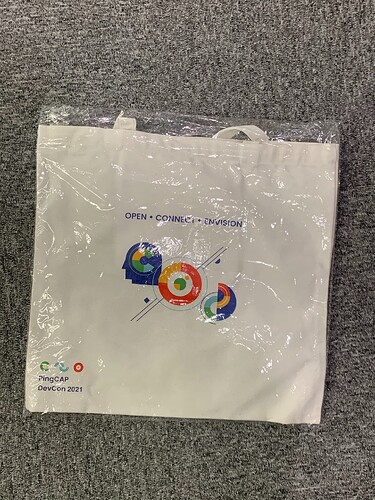 OPEN • CONNECT • ENVISION
PingCAP
DevCon 2021